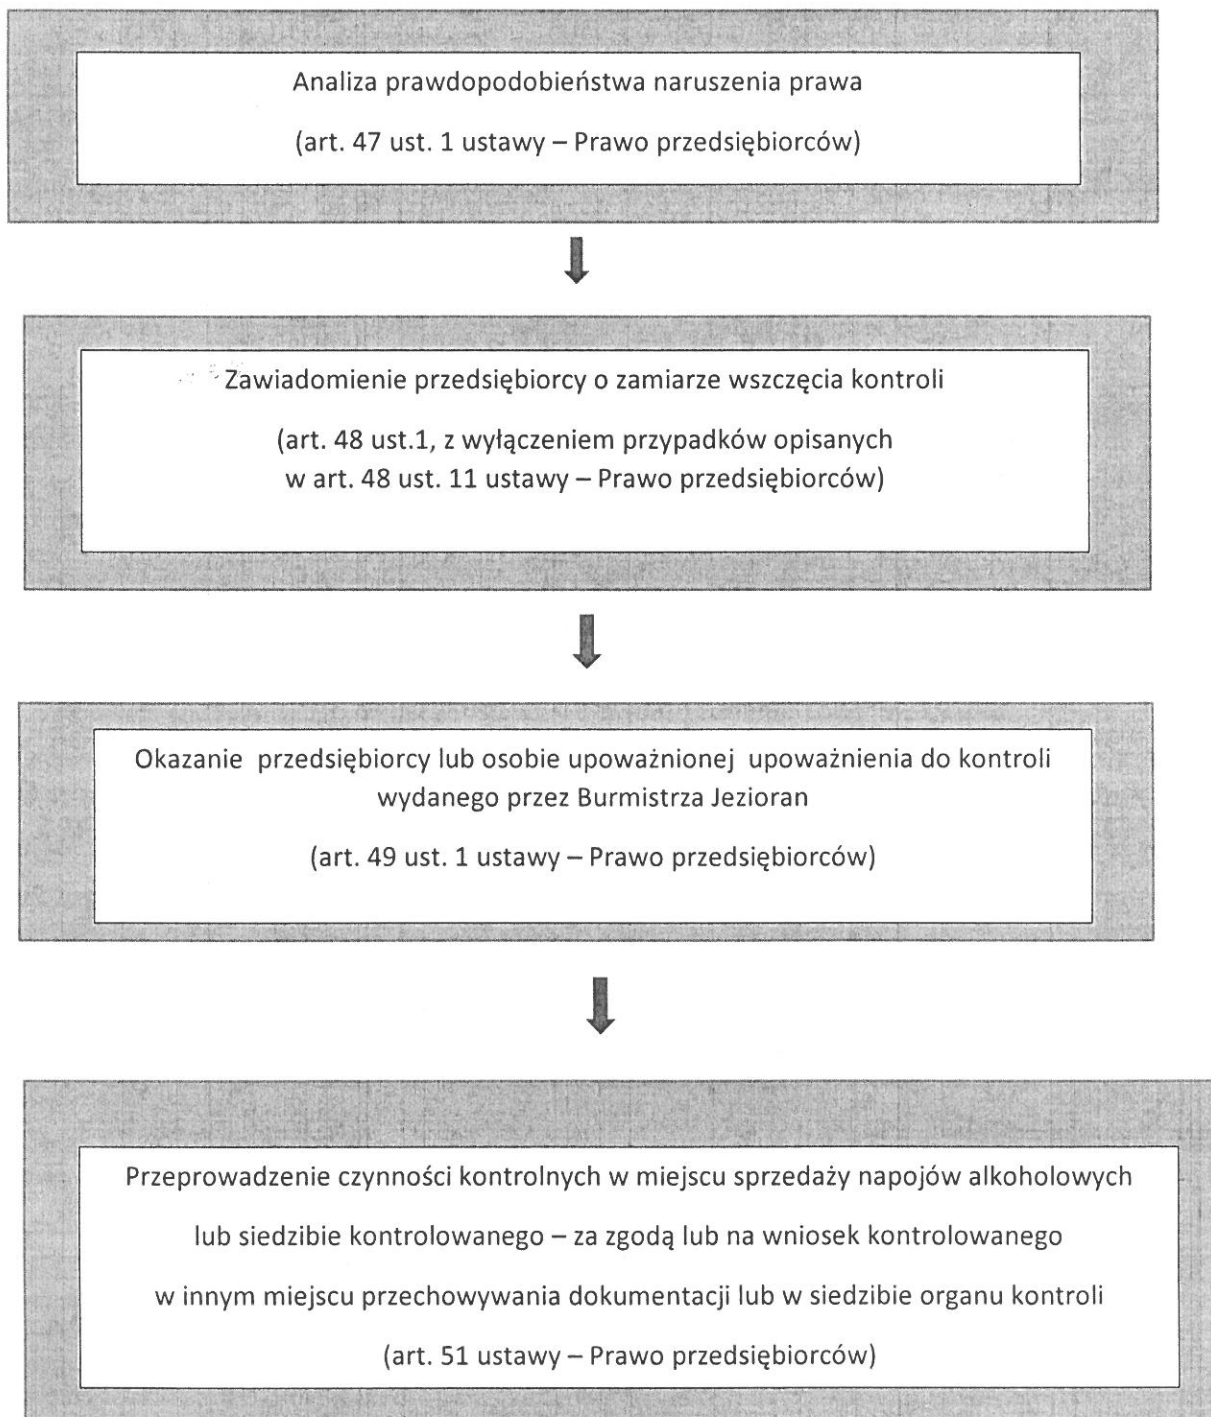 Analiza prawdopodobieństwa naruszenia prawa
(art. 47 ust. 1 ustawy – Prawo przedsiębiorców)
Zawiadomienie przedsiębiorcy o zamiarze wszczęcia kontroli
(art. 48 ust.1, z wyłączeniem przypadków opisanych
w art. 48 ust. 11 ustawy – Prawo przedsiębiorców)
Okazanie przedsiębiorcy lub osobie upoważnionej upoważnienia do kontroli
wydanego przez Burmistrza Jezioran
(art. 49 ust. 1 ustawy – Prawo przedsiębiorców)
Przeprowadzenie czynności kontrolnych w miejscu sprzedaży napojów alkoholowych
lub siedzibie kontrolowanego – za zgodą lub na wniosek kontrolowanego
w innym miejscu przechowywania dokumentacji lub w siedzibie organu kontroli
(art. 51 ustawy – Prawo przedsiębiorców)